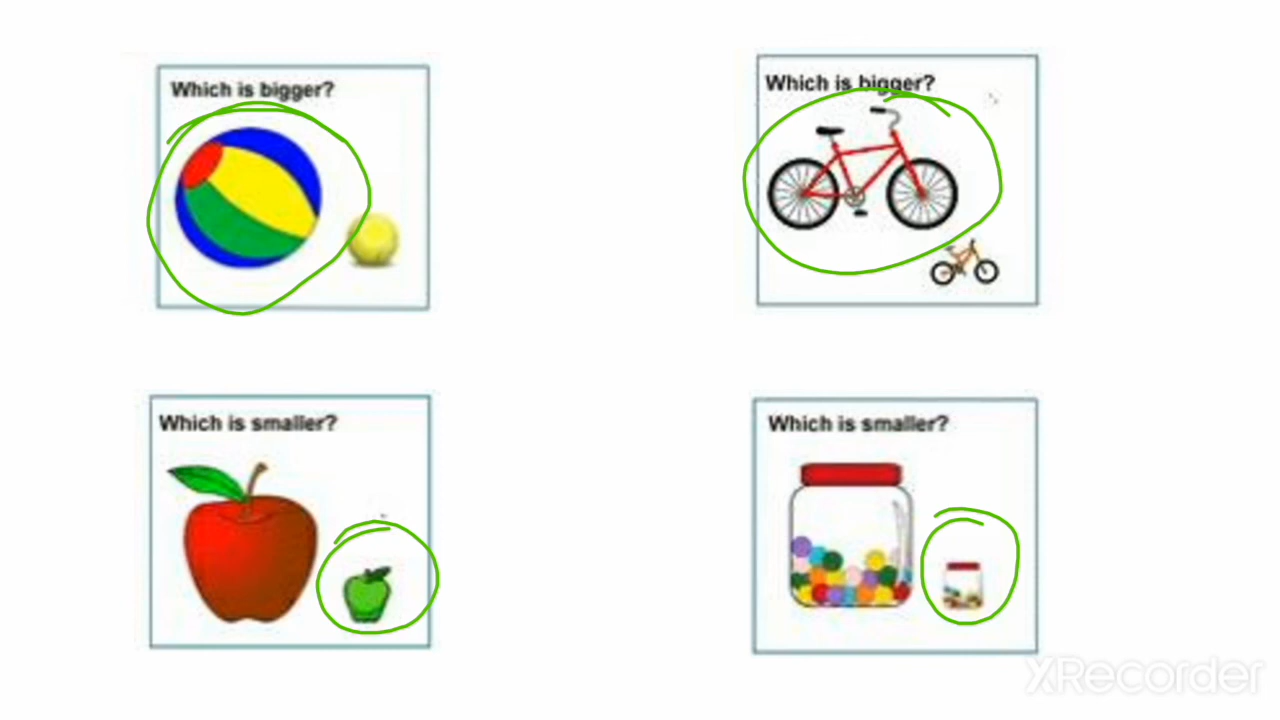 Which is bigger?
Which is bigger?
Which is smaller?
Which is smaller?
XRecorder